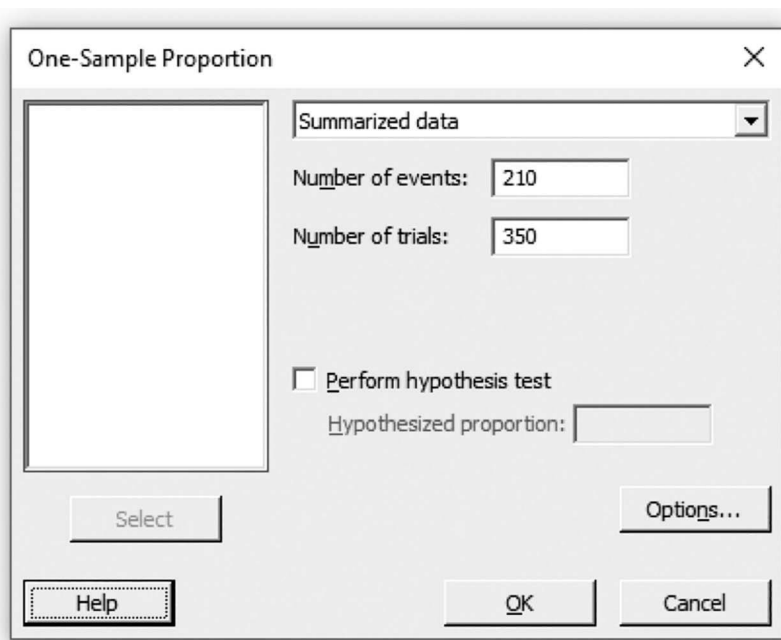 One-Sample Proportion
Summarized data
Number of events: 210
Number of trials: 350
Perform hypothesis test
Hypothesized proportion:
Select
Options...
Help
OK
Cancel